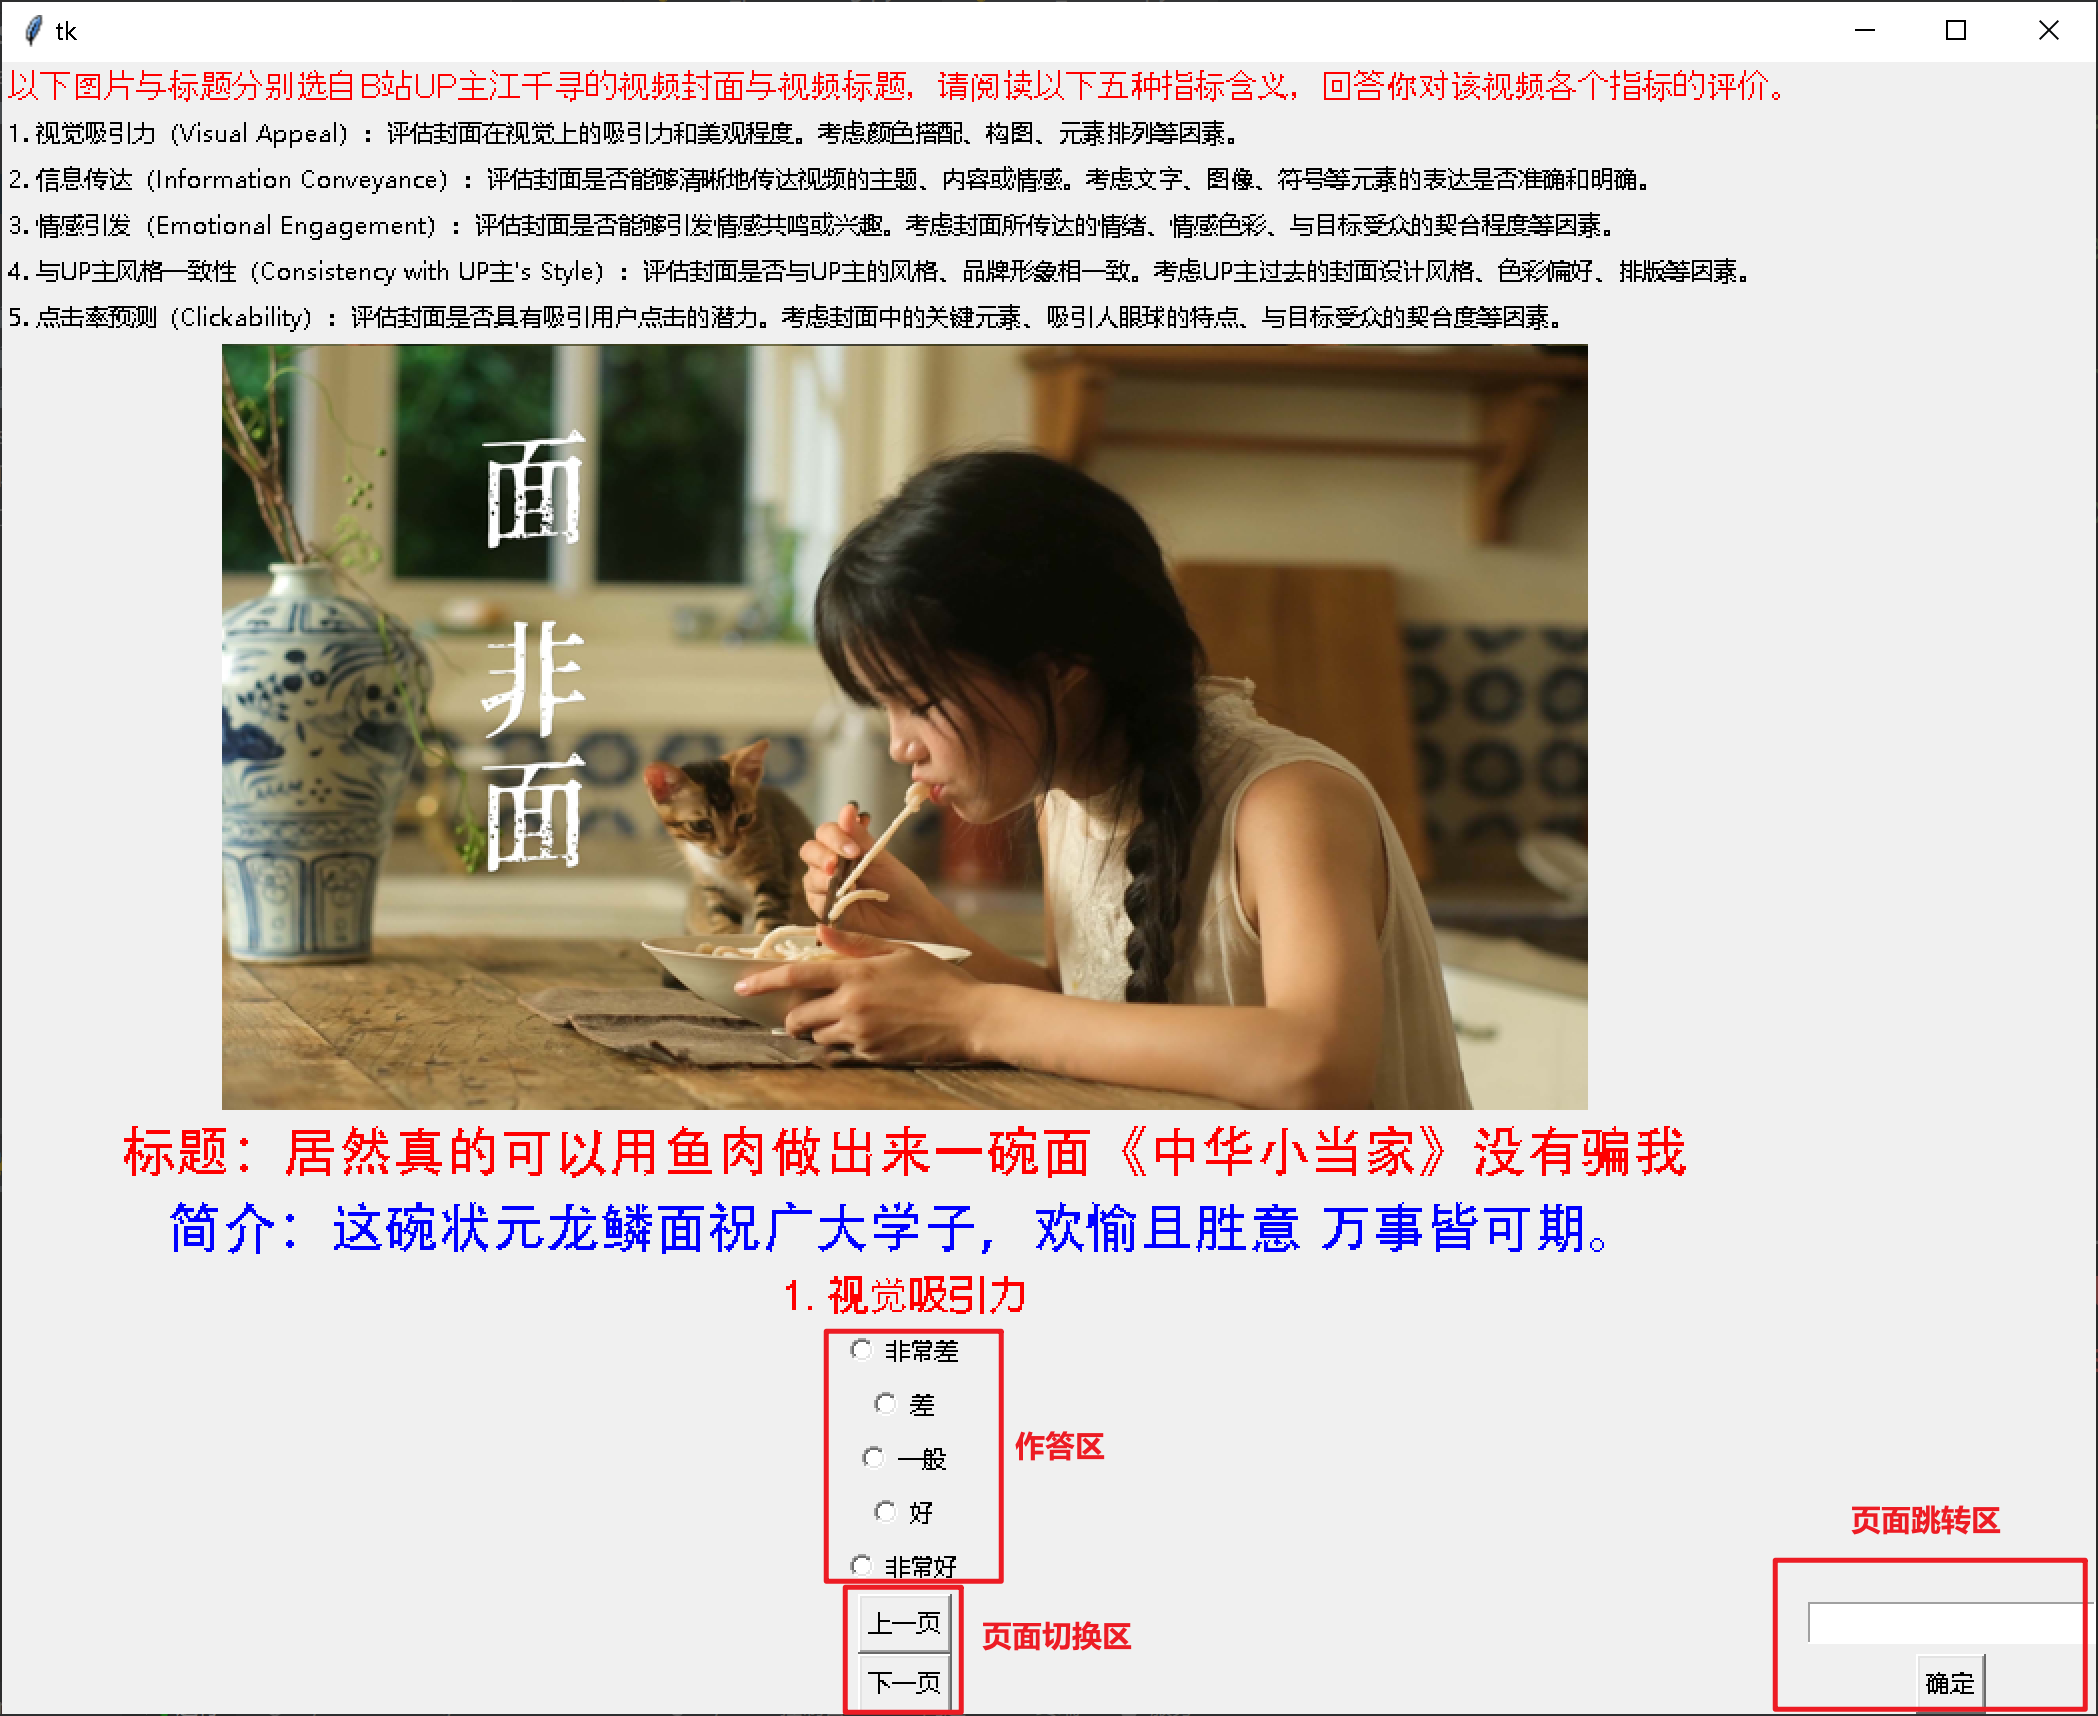 tk
以下图片与标题分别选自B站UP主江千寻的视频封面与视频标题，请阅读以下五种指标含义，回答你对该视频各个指标的评价。
1.视觉吸引力（Visual Appeal）：评估封面在视觉上的吸引力和美观程度。考虑颜色搭配、构图、元素排列等因素。
2.信息传达（Information Conveyance）：评估封面是否能够清晰地传达视频的主题、内容或情感。考虑文字、图像、符号等元素的表达是否准确和明确。
3.情感引发（Emotional Engagement）：评估封面是否能够引发情感共鸣或兴趣。考虑封面所传达的情绪、情感色彩、与目标受众的契合程度等因素。
4.与UP主风格一致性（Consistency with UP主's Style）：评估封面是否与UP主的风格、品牌形象相一致。考虑UP主过去的封面设计风格、色彩偏好、排版等因素。
5.点击率预测（Clickability）：评估封面是否具有吸引用户点击的潜力。考虑封面中的关键元素、吸引人眼球的特点、与目标受众的契合度等因素。
面非面
标题：居然真的可以用鱼肉做出来一碗面《中华小当家》没有骗我
简介：这碗状元龙鳞面祝广大学子，欢愉且胜意 万事皆可期。
1. 视觉吸引力
非常差
差
一般
作答区
好
非常好
页面跳转区
上一页
页面切换区
下一页
确定